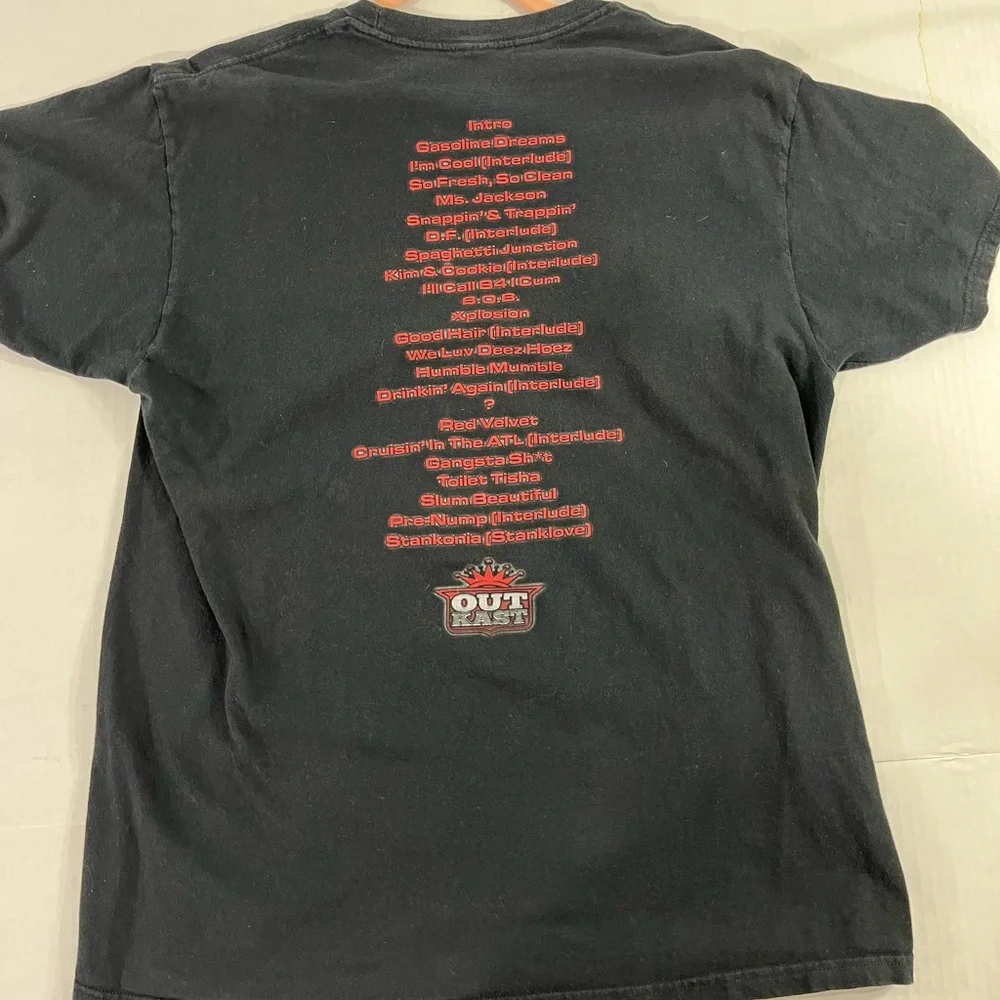 Intro
Gasoline Dreams
I'm Cool (Interlude)
So Fresh, So Clean
Ms. Jackson
Snappin' & Trappin'
D.F. (Interlude)
Spaghetti Junction
Kim & Cookie (Interlude)
I'll Call B4 I Cum
B.O.B.
Xplosion
Good Hair (Interlude)
We Luv Deez Hoez
Humble Mumble
Drinkin' Again (Interlude)
?
Red Velvet
Cruisin' In The ATL (Interlude)
Gangsta Sh*t
Toilet Tisha
Slum Beautiful
Pre-Nump (Interlude)
Stankonia (Stanklove)
OUT
KAST